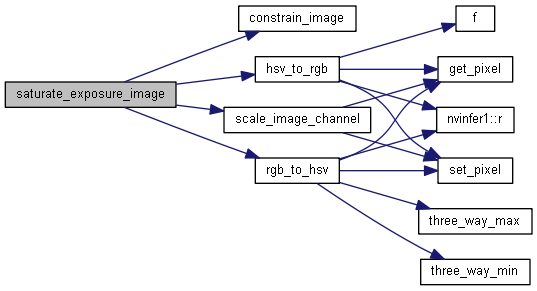 constrain_image
f
hsv_to_rgb
get_pixel
saturate_exposure_image
scale_image_channel
nvinfer1::r
rgb_to_hsv
set_pixel
three_way_max
three_way_min